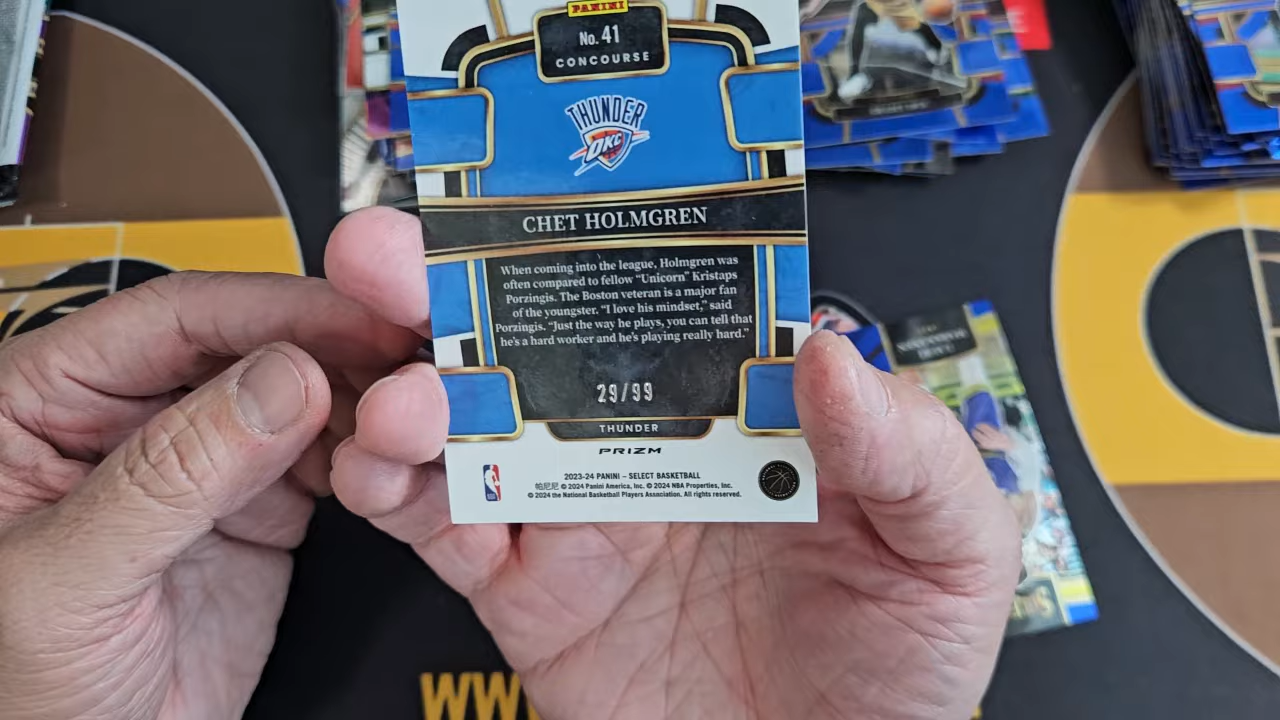 PANINI
No. 41
CONCOURSE
THUNDER
OKC
CHET HOLMGREN
When coming into the league, Holmgren was
often compared to fellow “Unicorn” Kristaps
Porzingis. The Boston veteran is a major fan
of the youngster. “I love his mindset,” said
Porzingis. “Just the way he plays, you can tell that
he’s a hard worker and he’s playing really hard.”
29/99
THUNDER
PRIZM
2023-24 PANINI – SELECT BASKETBALL
帕尼尼 © 2024 Panini America, Inc. © 2024 NBA Properties, Inc.
© 2024 the National Basketball Players Association. All rights reserved.
WW